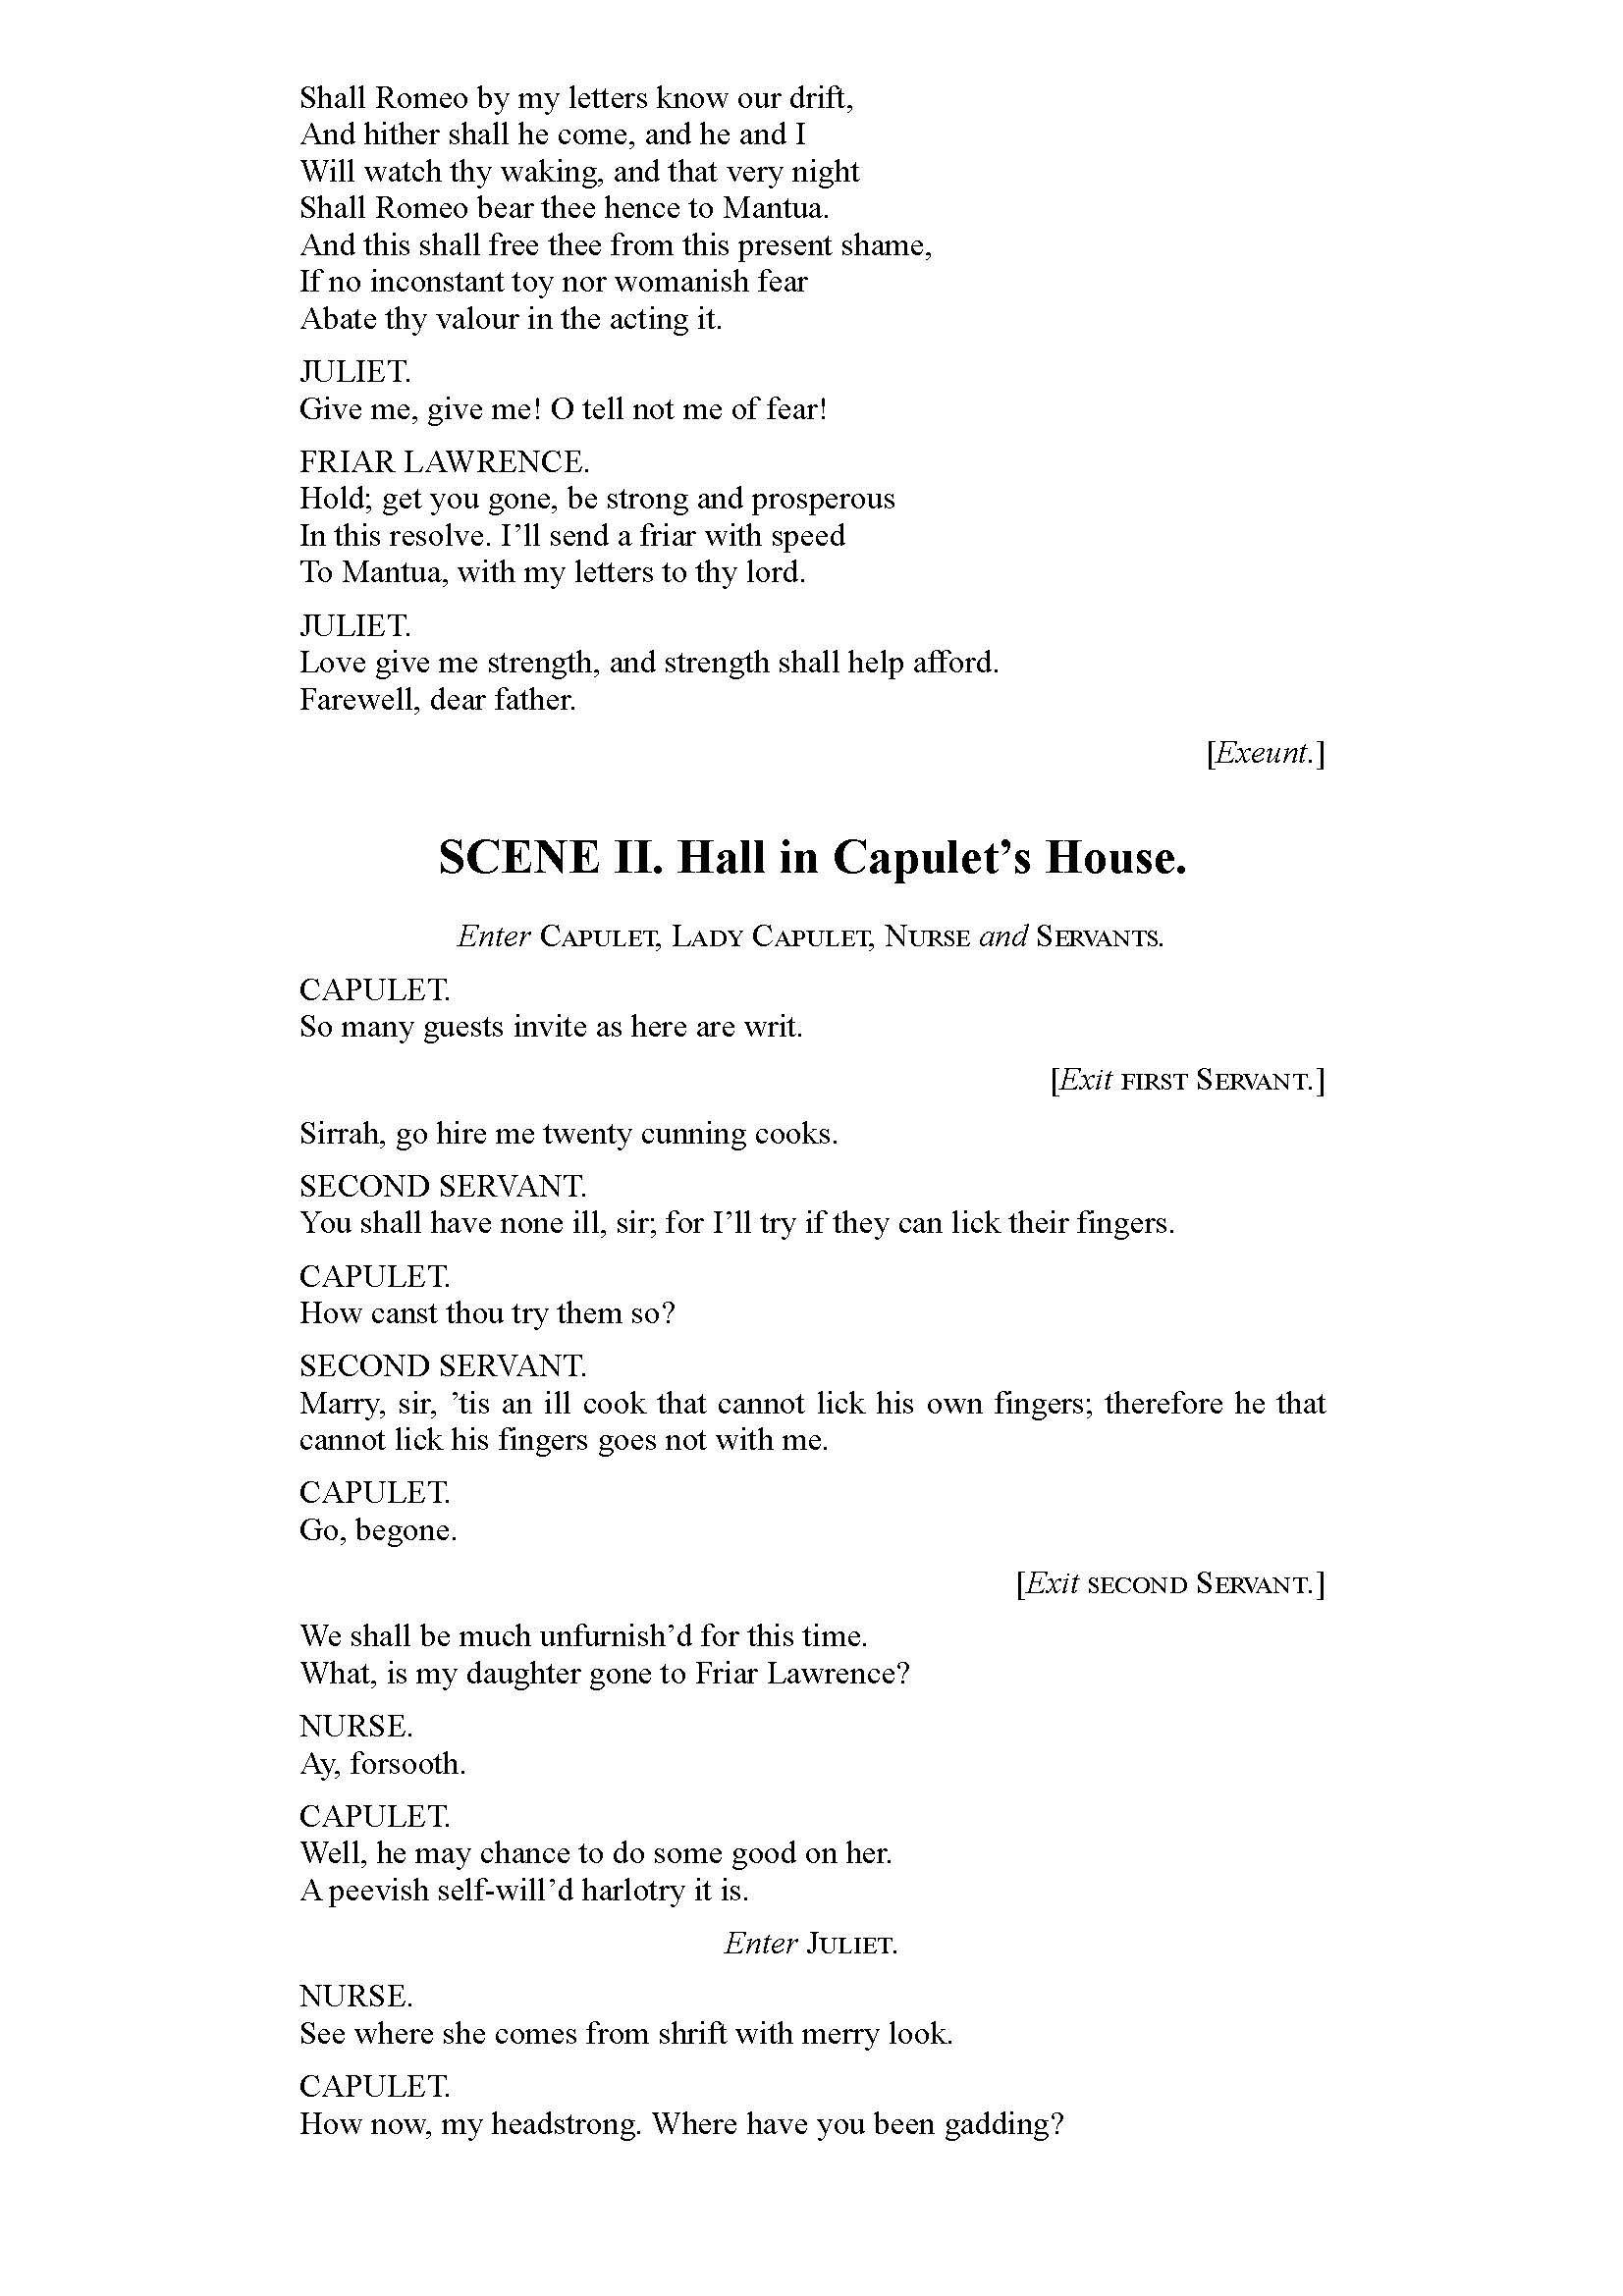 Shall Romeo by my letters know our drift,
And hither shall he come, and he and I
Will watch thy waking, and that very night
Shall Romeo bear thee hence to Mantua.
And this shall free thee from this present shame,
If no inconstant toy nor womanish fear
Abate thy valour in the acting it.
JULIET.
Give me, give me! O tell not me of fear!
FRIAR LAWRENCE.
Hold; get you gone, be strong and prosperous
In this resolve. I’ll send a friar with speed
To Mantua, with my letters to thy lord.
JULIET.
Love give me strength, and strength shall help afford.
Farewell, dear father.
[Exeunt.]
SCENE II. Hall in Capulet’s House.
Enter CAPULET, LADY CAPULET, NURSE and SERVANTS.
CAPULET.
So many guests invite as here are writ.
[Exit FIRST SERVANT.]
Sirrah, go hire me twenty cunning cooks.
SECOND SERVANT.
You shall have none ill, sir; for I’ll try if they can lick their fingers.
CAPULET.
How canst thou try them so?
SECOND SERVANT.
Marry, sir, ’tis an ill cook that cannot lick his own fingers; therefore he that
cannot lick his fingers goes not with me.
CAPULET.
Go, begone.
[Exit SECOND SERVANT.]
We shall be much unfurnish’d for this time.
What, is my daughter gone to Friar Lawrence?
NURSE.
Ay, forsooth.
CAPULET.
Well, he may chance to do some good on her.
A peevish self-will’d harlotry it is.
Enter JULIET.
NURSE.
See where she comes from shrift with merry look.
CAPULET.
How now, my headstrong. Where have you been gadding?